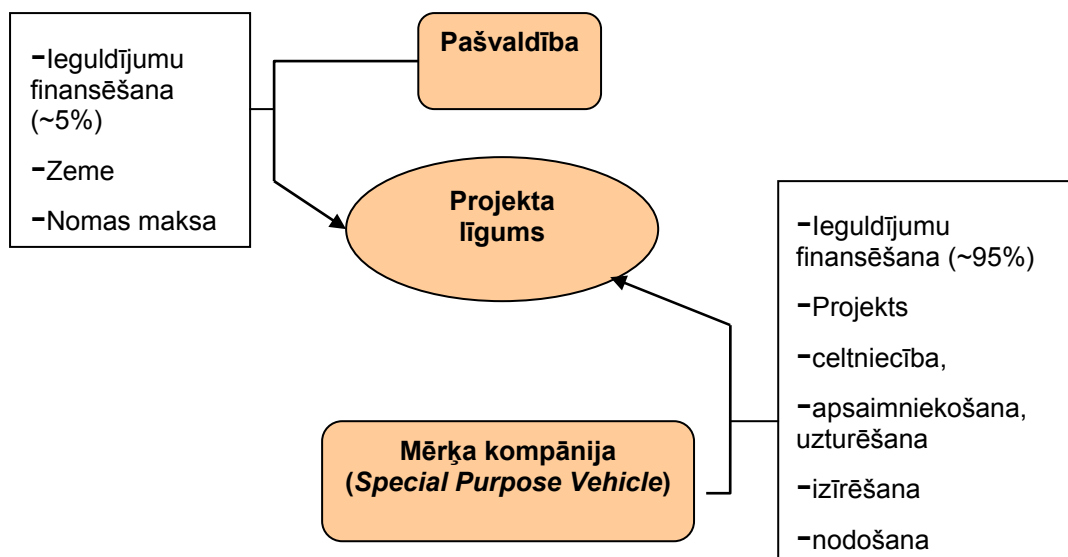 Pašvaldība
-Ieguldījumu
finansēšana
(~5%)
-Zeme
-Nomas maksa
Projekta
līgums
-Ieguldījumu
finansēšana (~95%)
-Projekts
-celtniecība,
-apsaimniekošana,
uzturēšana
-izīrēšana
-nodošana
Mērķa kompānija
(Special Purpose Vehicle)